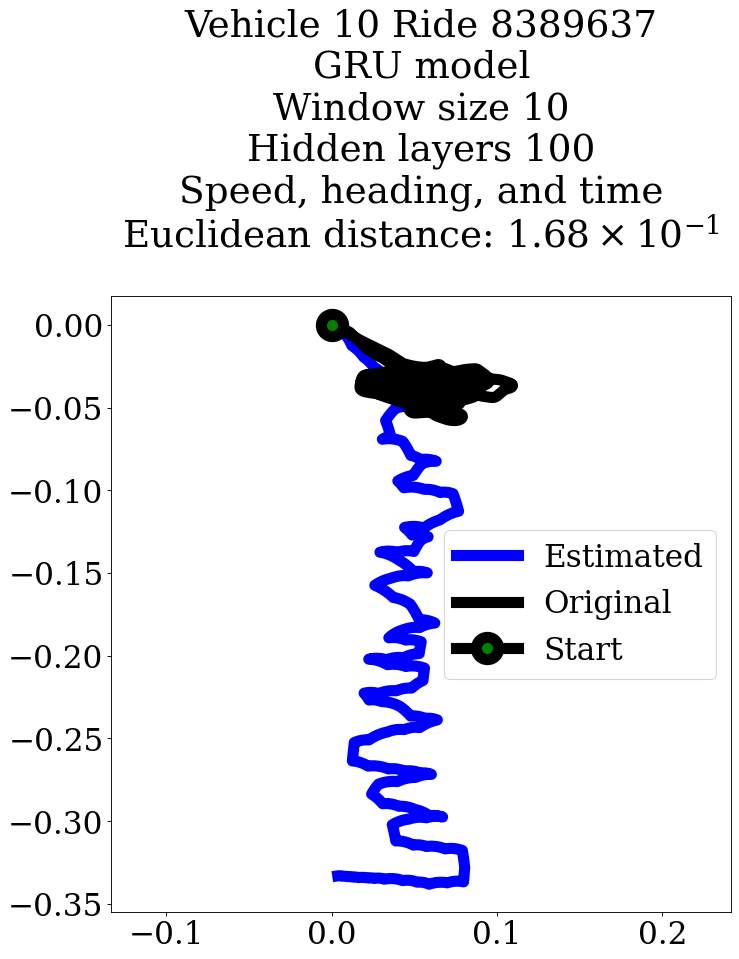 Vehicle 10 Ride 8389637
GRU model
Window size 10
Hidden layers 100
Speed, heading, and time
Euclidean distance: 1.68 × 10⁻¹
0.00
−0.05
−0.10
−0.15
−0.20
−0.25
−0.30
−0.35
Estimated
Original
Start
−0.1 0.0 0.1 0.2